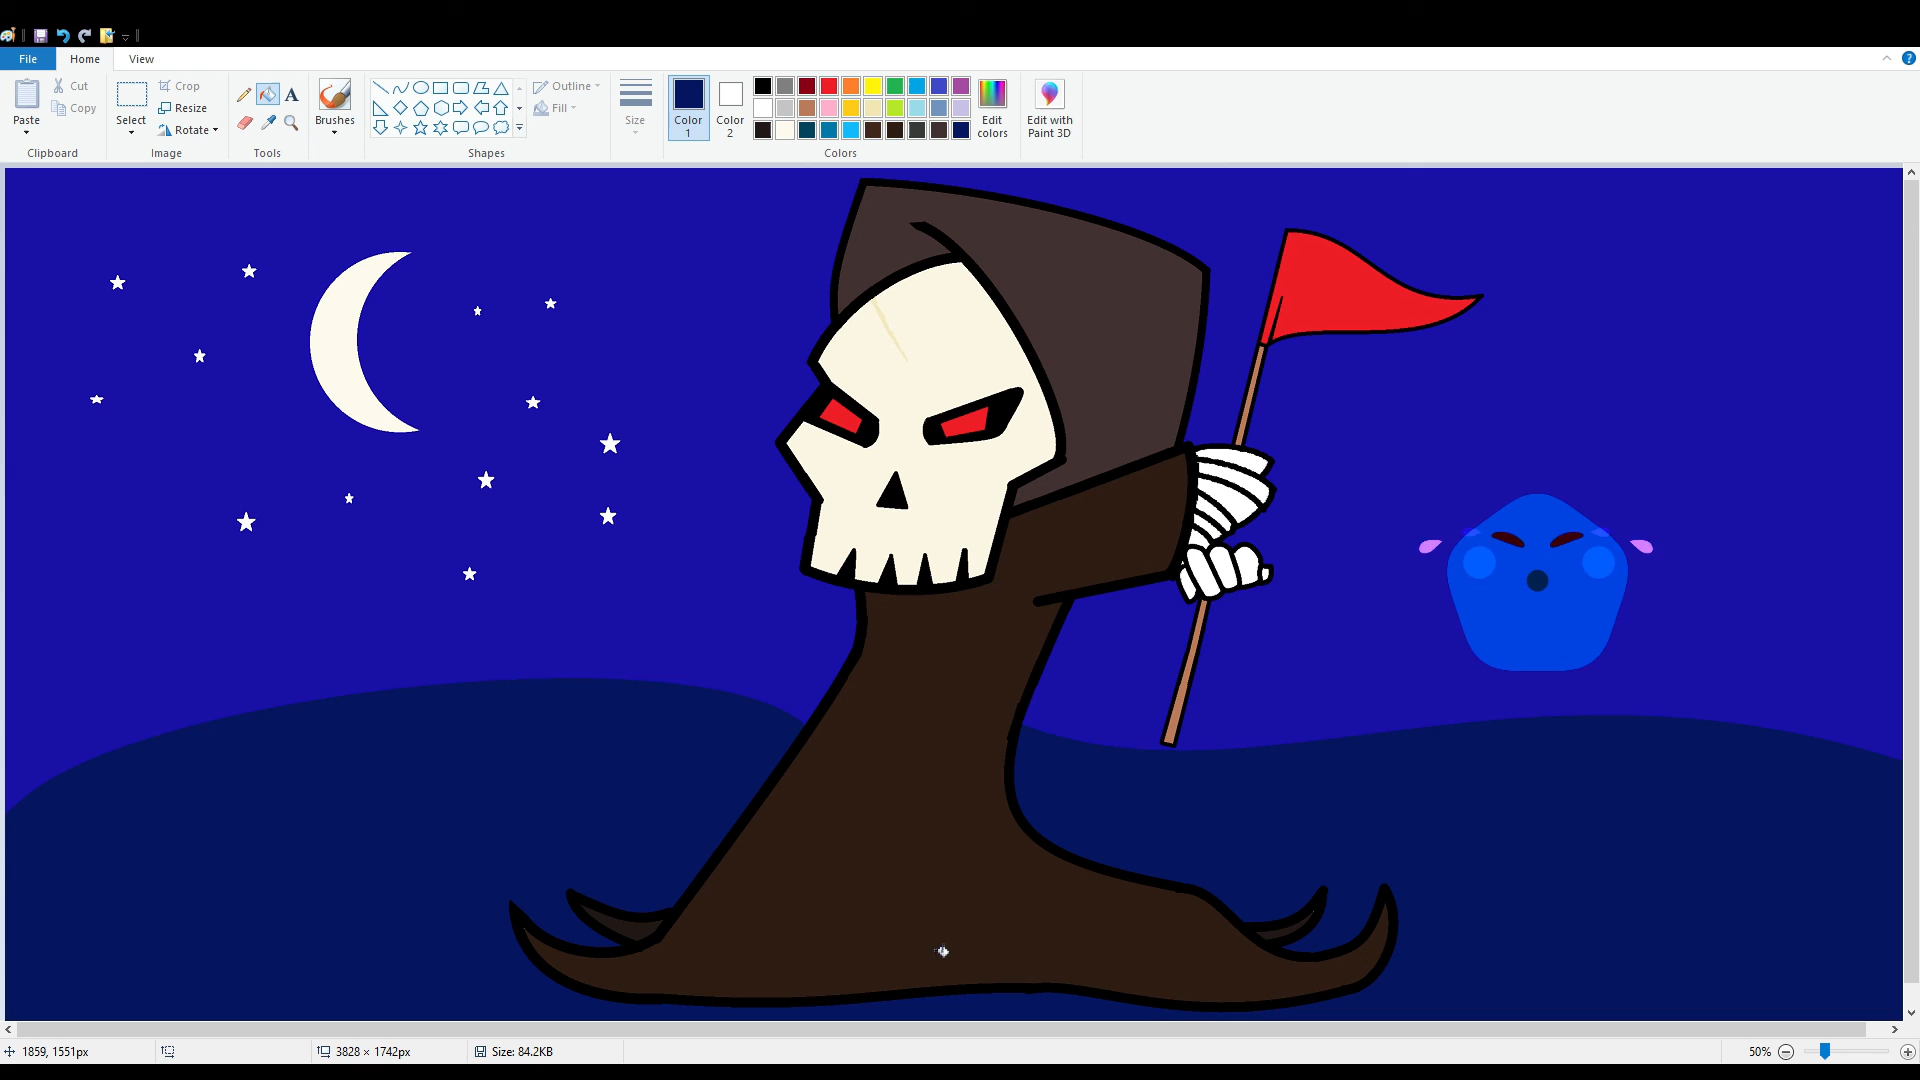 File Home View
Paste Cut Copy Clipboard
Select Crop Resize Rotate Image
A Tools
Brushes
Outline Fill Shapes
Size
Color 1 Color 2 Edit colors Colors
Edit with Paint 3D
1859, 1551px 3828 × 1742px Size: 84.2KB 50%